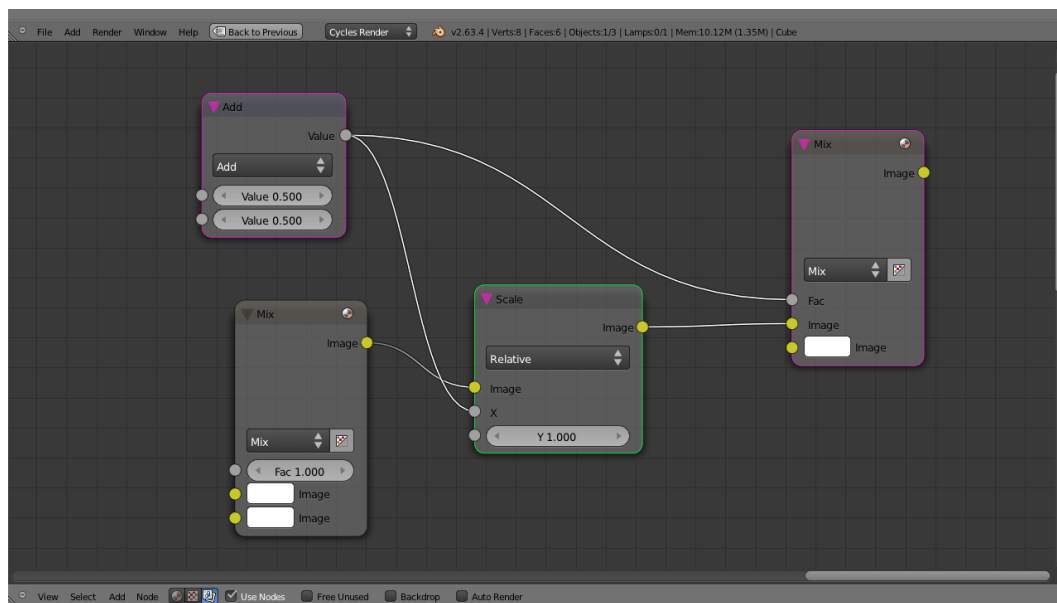 File Add Render Window Help Back to Previous Cycles Render v2.63.4 | Verts:8 | Faces:6 | Objects:1/3 | Lamps:0/1 | Mem:10.12M (1.35M) | Cube
Add
Value
Add
Value 0.500
Value 0.500
Mix
Image
Mix
Fac 1.000
Image
Image
Scale
Image
Relative
Image
X
Y 1.000
Mix
Image
Mix
Fac
Image
Image
View Select Add Node Use Nodes Free Unused Backdrop Auto Render